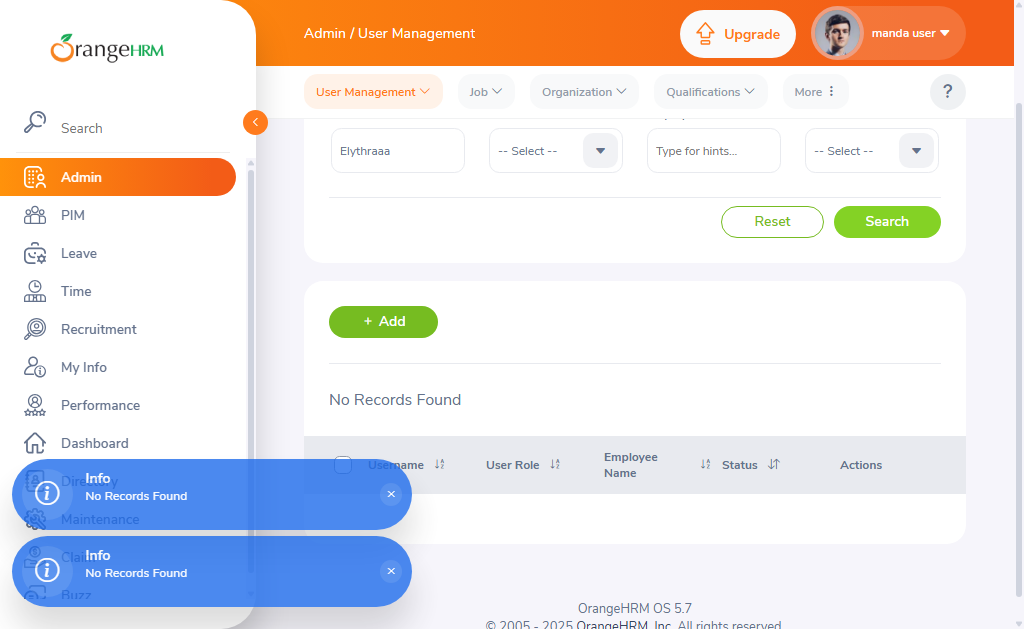 OrangeHRM
Admin / User Management
Upgrade
manda user
User Management
Job
Organization
Qualifications
More
?
Search
Elythraaa
-- Select --
Type for hints...
-- Select --
Reset
Search
Admin
PIM
Leave
Time
Recruitment
My Info
Performance
Dashboard
Directory
Maintenance
Claim
Buzz
+ Add
No Records Found
Username
User Role
Employee
Name
Status
Actions
Info
No Records Found
Info
No Records Found
OrangeHRM OS 5.7
© 2005 - 2025 OrangeHRM, Inc. All rights reserved.